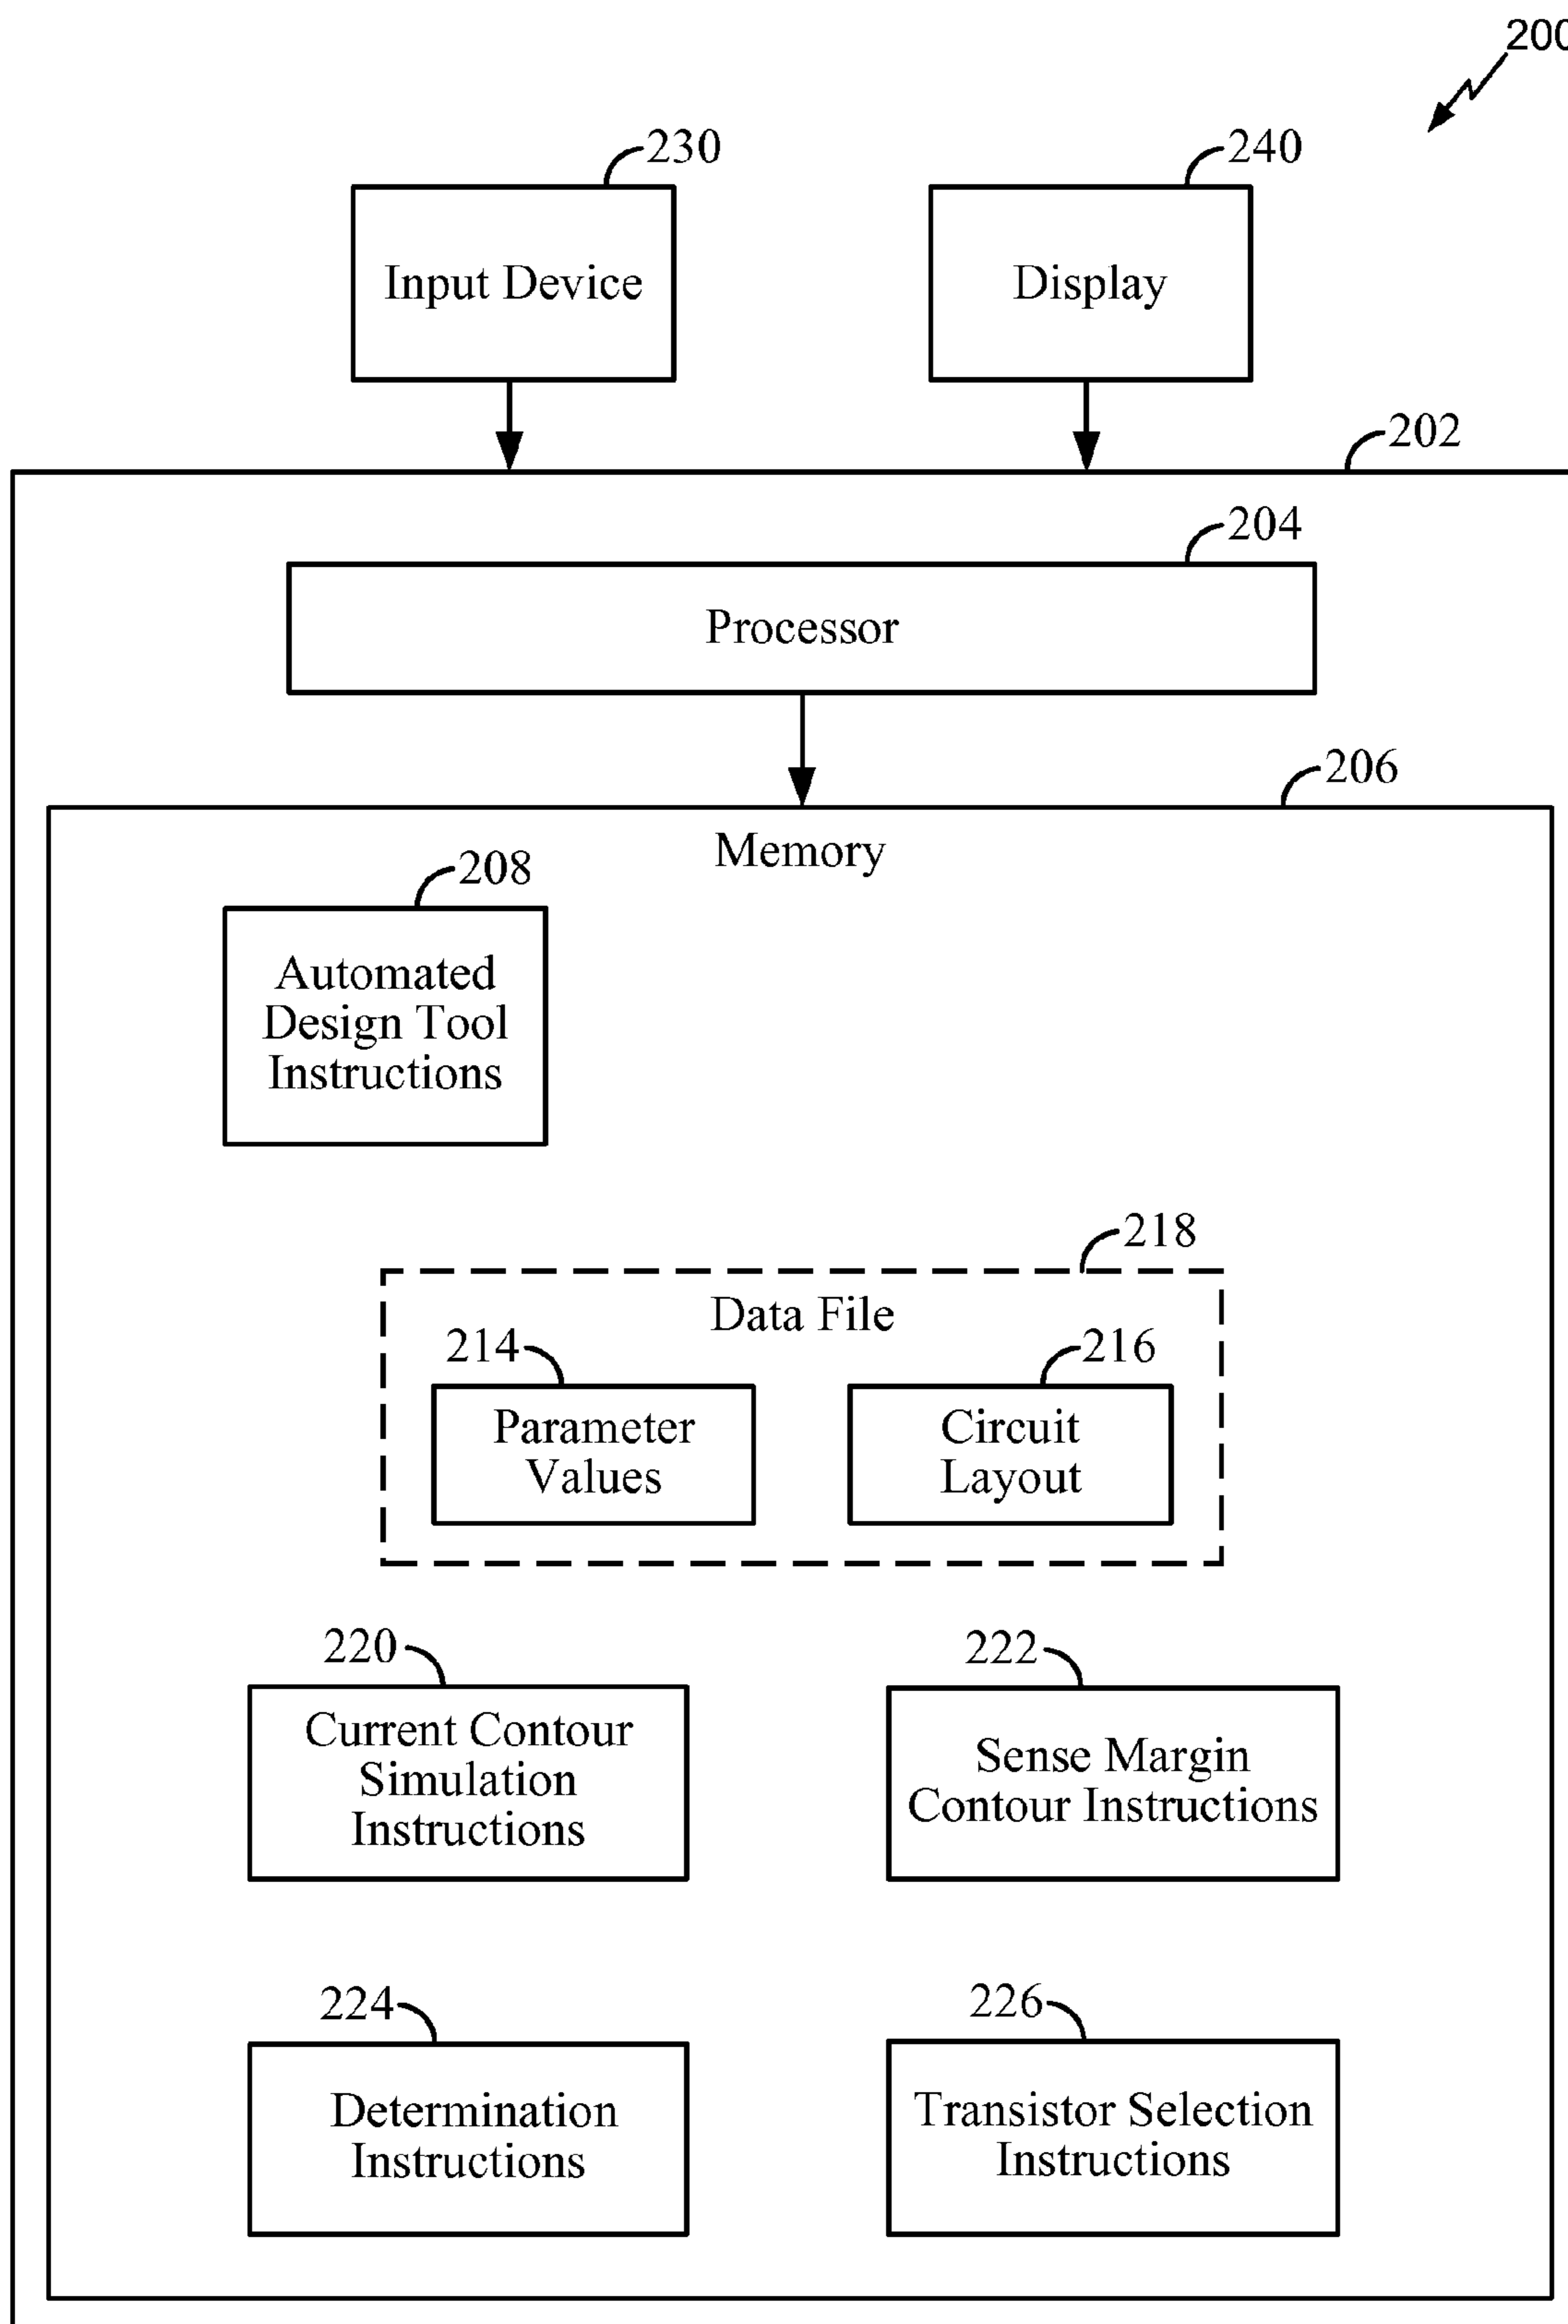 200
230
240
Input Device
Display
202
204
Processor
206
Memory
208
Automated
Design Tool
Instructions
218
Data File
214
216
Parameter
Values
Circuit
Layout
220
222
Current Contour
Simulation
Instructions
Sense Margin
Contour Instructions
224
226
Determination
Instructions
Transistor Selection
Instructions